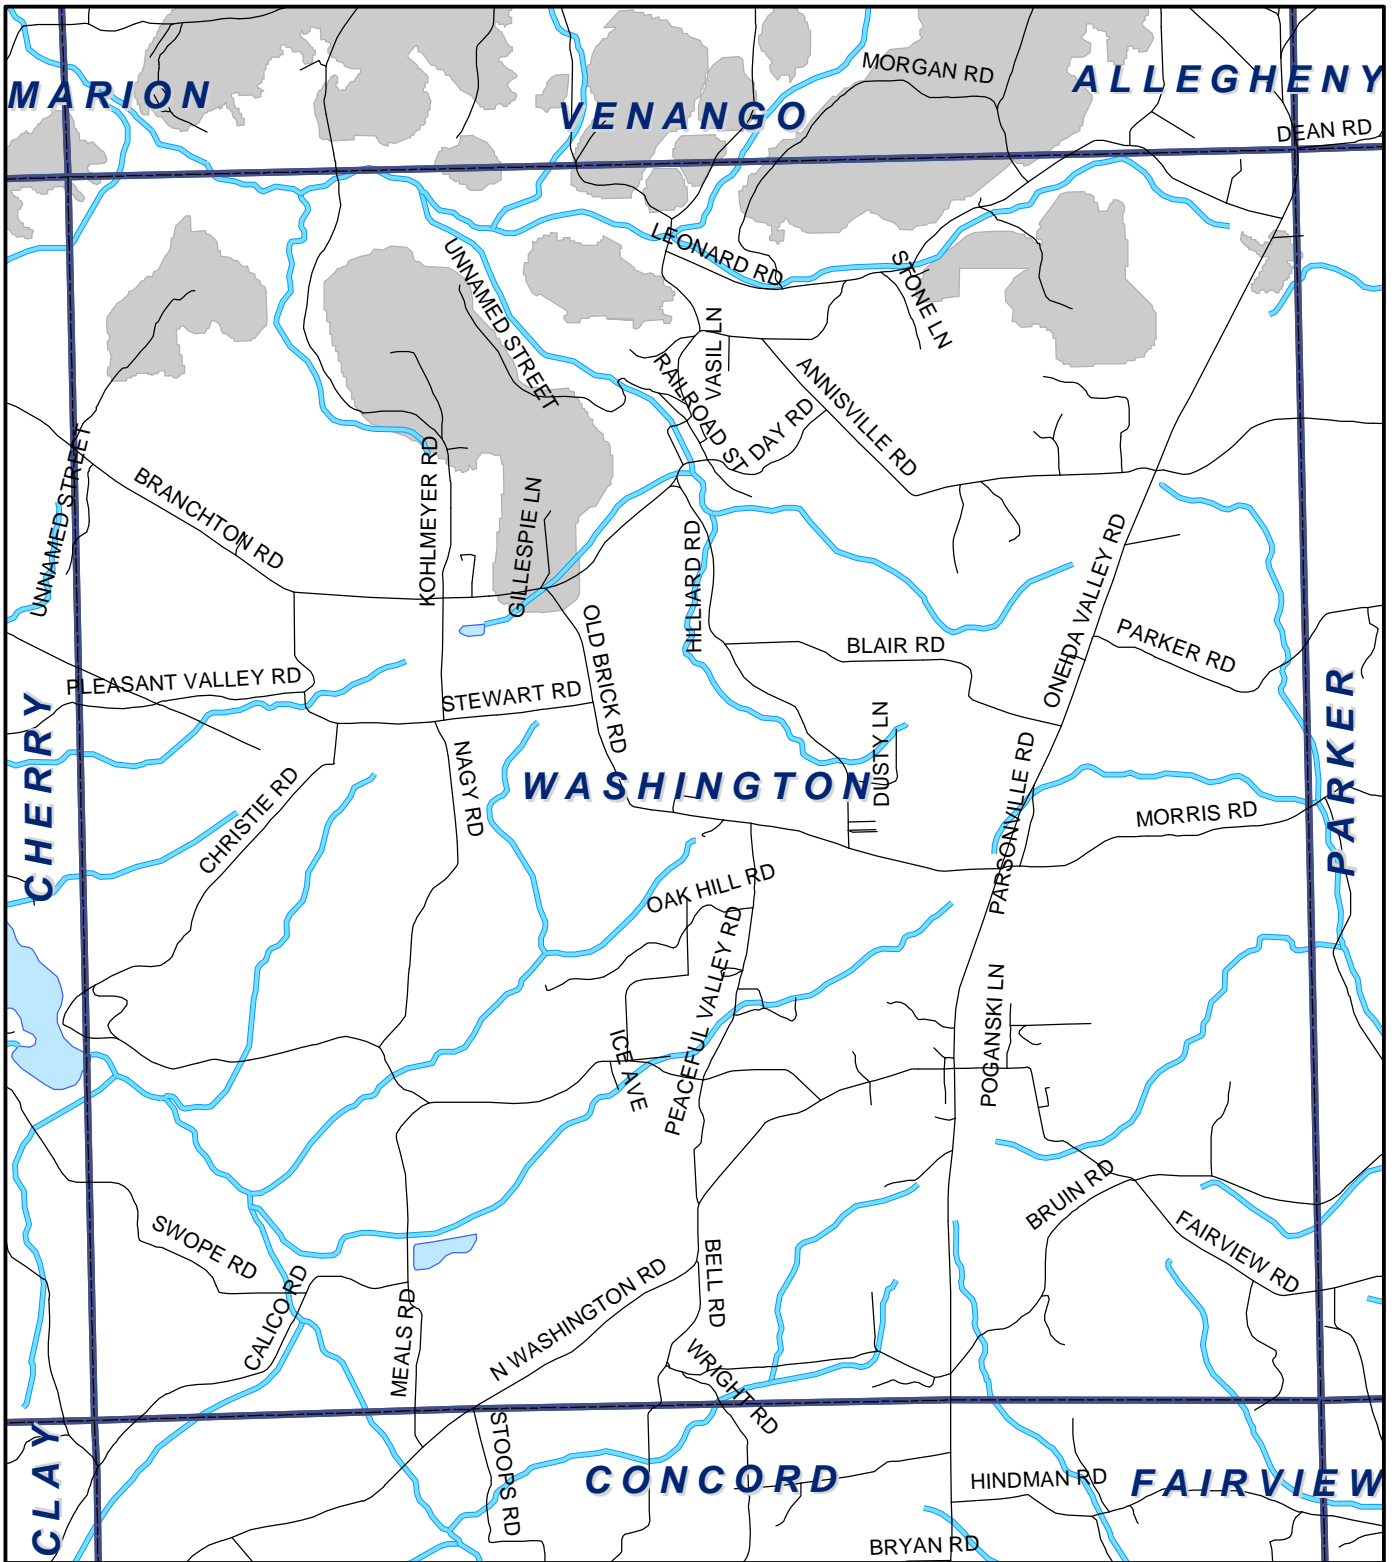 MORGAN RD
ALLEGHENY
MARION
VENANGO
DEAN RD
LEONARD RD
UNNAMED STREET
STONE LN
VASIL LN
RAILROAD ST
ANNISVILLE RD
DAY RD
UNNAMED STREET
BRANCHTON RD
KOHLMEYER RD
GILLESPIE LN
HILLIARD RD
ONEIDA VALLEY RD
OLD BRICK RD
BLAIR RD
PARKER RD
PLEASANT VALLEY RD
STEWART RD
CHERRY
PARKER
NAGY RD
DUSTY LN
WASHINGTON
CHRISTIE RD
PARSONVILLE RD
MORRIS RD
OAK HILL RD
PEACEFUL VALLEY RD
POGANSKI LN
ICE AVE
BRUIN RD
SWOPE RD
FAIRVIEW RD
CALICO RD
BELL RD
N WASHINGTON RD
MEALS RD
WRIGHT RD
STOOPS RD
CLAY
CONCORD
HINDMAN RD
FAIRVIEW
BRYAN RD